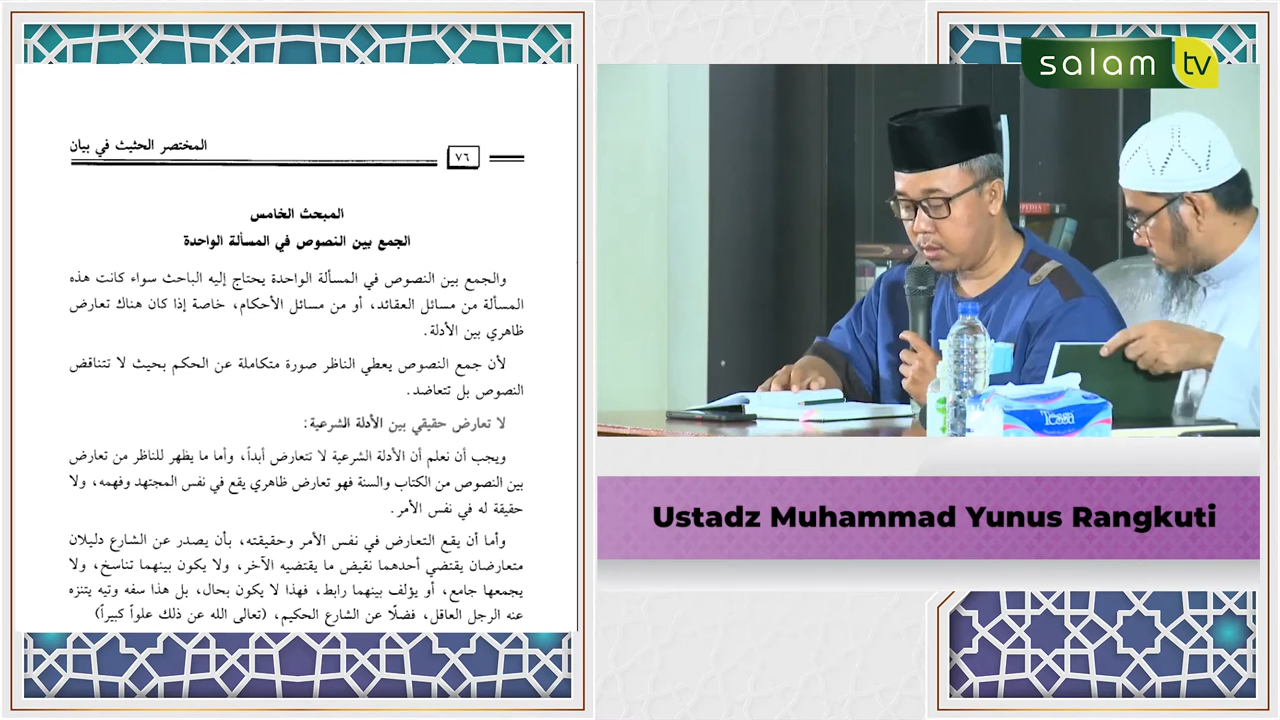 المختصر الحثيث في بيان
٧٦
المبحث الخامس
الجمع بين النصوص في المسألة الواحدة
والجمع بين النصوص في المسألة الواحدة يحتاج إليه الباحث سواء كانت هذه
المسألة من مسائل العقائد، أو من مسائل الأحكام، خاصة إذا كان هناك تعارض
ظاهري بين الأدلة.
لأن جمع النصوص يعطي الناظر صورة متكاملة عن الحكم بحيث لا تتناقض
النصوص بل تتعاضد.
لا تعارض حقيقي بين الأدلة الشرعية:
ويجب أن نعلم أن الأدلة الشرعية لا تتعارض أبداً، وأما ما يظهر للناظر من تعارض
بين النصوص من الكتاب والسنة فهو تعارض ظاهري يقع في نفس المجتهد وفهمه، ولا
حقيقة له في نفس الأمر.
وأما أن يقع التعارض في نفس الأمر وحقيقته، بأن يصدر عن الشارع دليلان
متعارضان يقتضي أحدهما نقيض ما يقتضيه الآخر، ولا يكون بينهما تناسخ، ولا
يجمعها جامع، أو يؤلف بينهما رابط، فهذا لا يكون بحال، بل هذا سفه وتيه يتنزه
عنه الرجل العاقل، فضلًا عن الشارع الحكيم، (تعالى الله عن ذلك علواً كبيراً)
salam tv
Tessa
Ustadz Muhammad Yunus Rangkuti